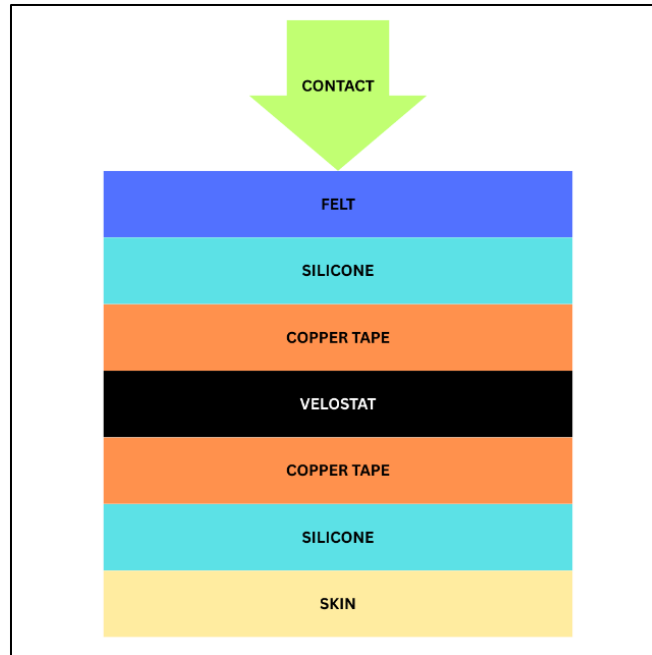 CONTACT
FELT
SILICONE
COPPER TAPE
VELOSTAT
COPPER TAPE
SILICONE
SKIN